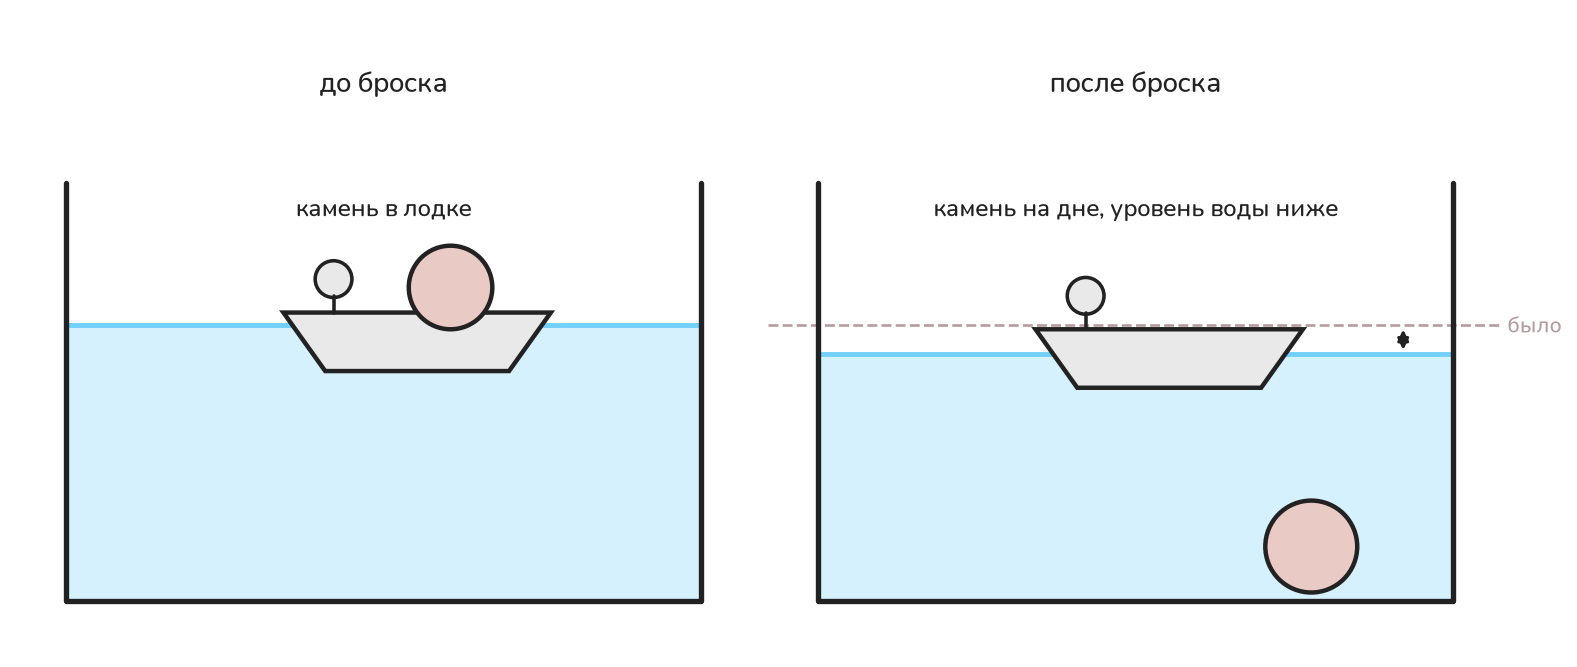 до броска
после броска
камень в лодке
камень на дне, уровень воды ниже
было